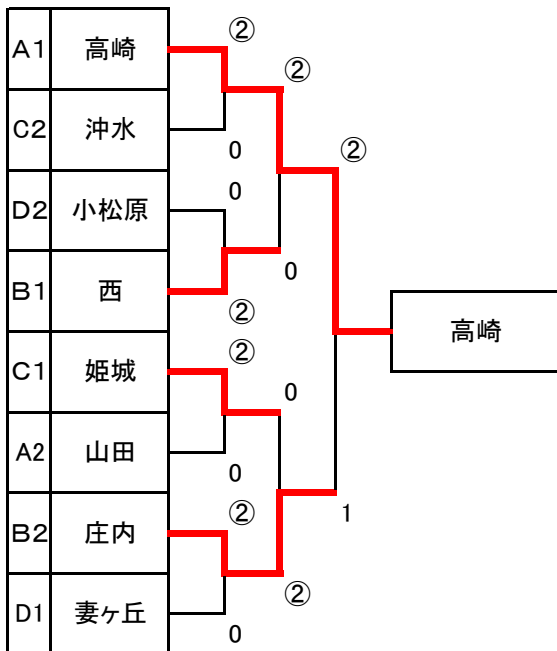 ②
A1 高崎 ②
②
C2 沖水 0
0
D2 小松原
0
B1 西 ②
高崎
②
C1 姫城 0
A2 山田 0
②
B2 庄内 1
②
D1 妻ヶ丘 0